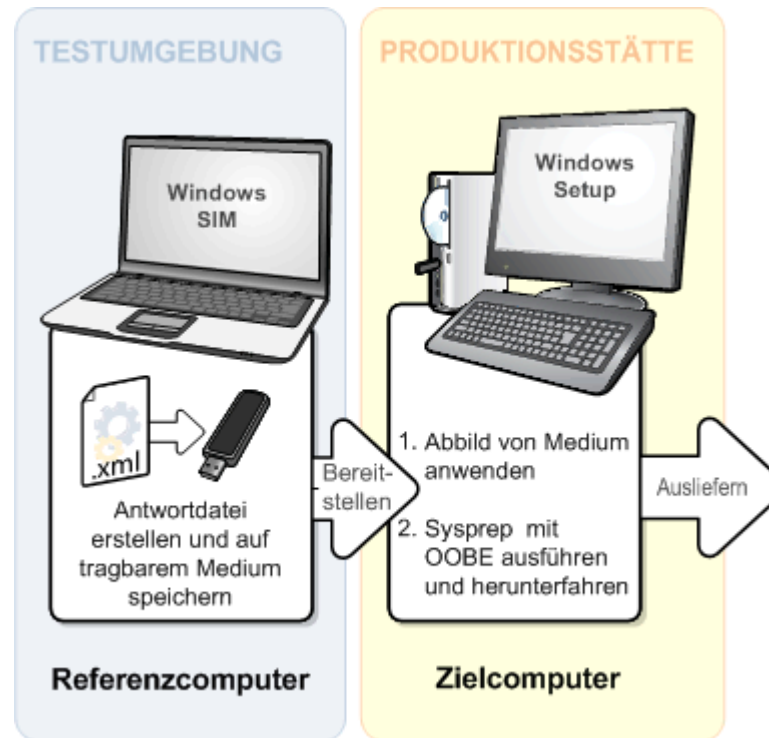 TESTUMGEBUNG
Windows
SIM
.xml
Antwortdatei
erstellen und auf
tragbarem Medium
speichern
Referenzcomputer
Bereit-
stellen
PRODUKTIONSSTÄTTE
Windows
Setup
1. Abbild von Medium
anwenden
2. Sysprep mit
OOBE ausführen
und herunterfahren
Zielcomputer
Ausliefern